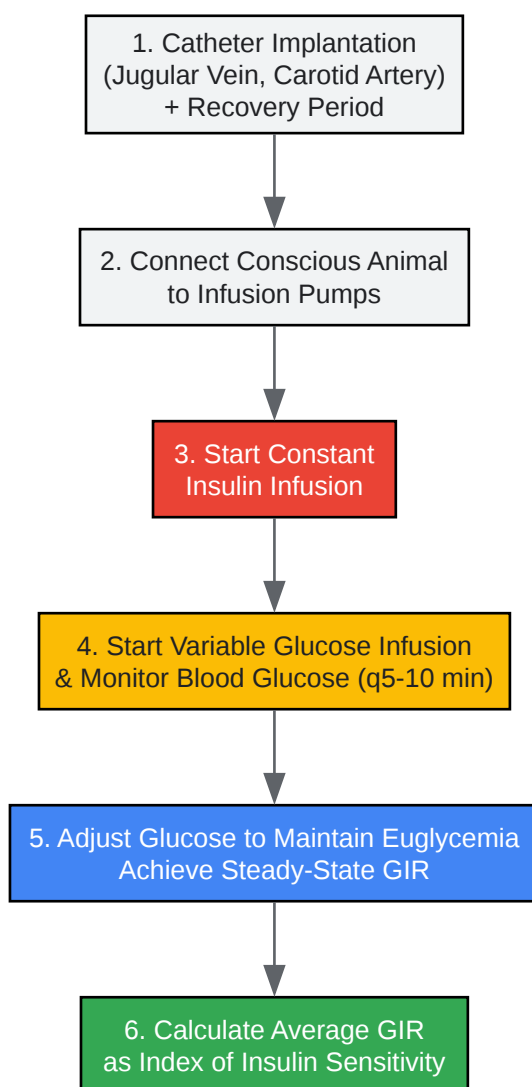 1. Catheter Implantation
(Jugular Vein, Carotid Artery)
+ Recovery Period
2. Connect Conscious Animal
to Infusion Pumps
3. Start Constant
Insulin Infusion
4. Start Variable Glucose Infusion
& Monitor Blood Glucose (q5-10 min)
5. Adjust Glucose to Maintain Euglycemia
Achieve Steady-State GIR
6. Calculate Average GIR
as Index of Insulin Sensitivity